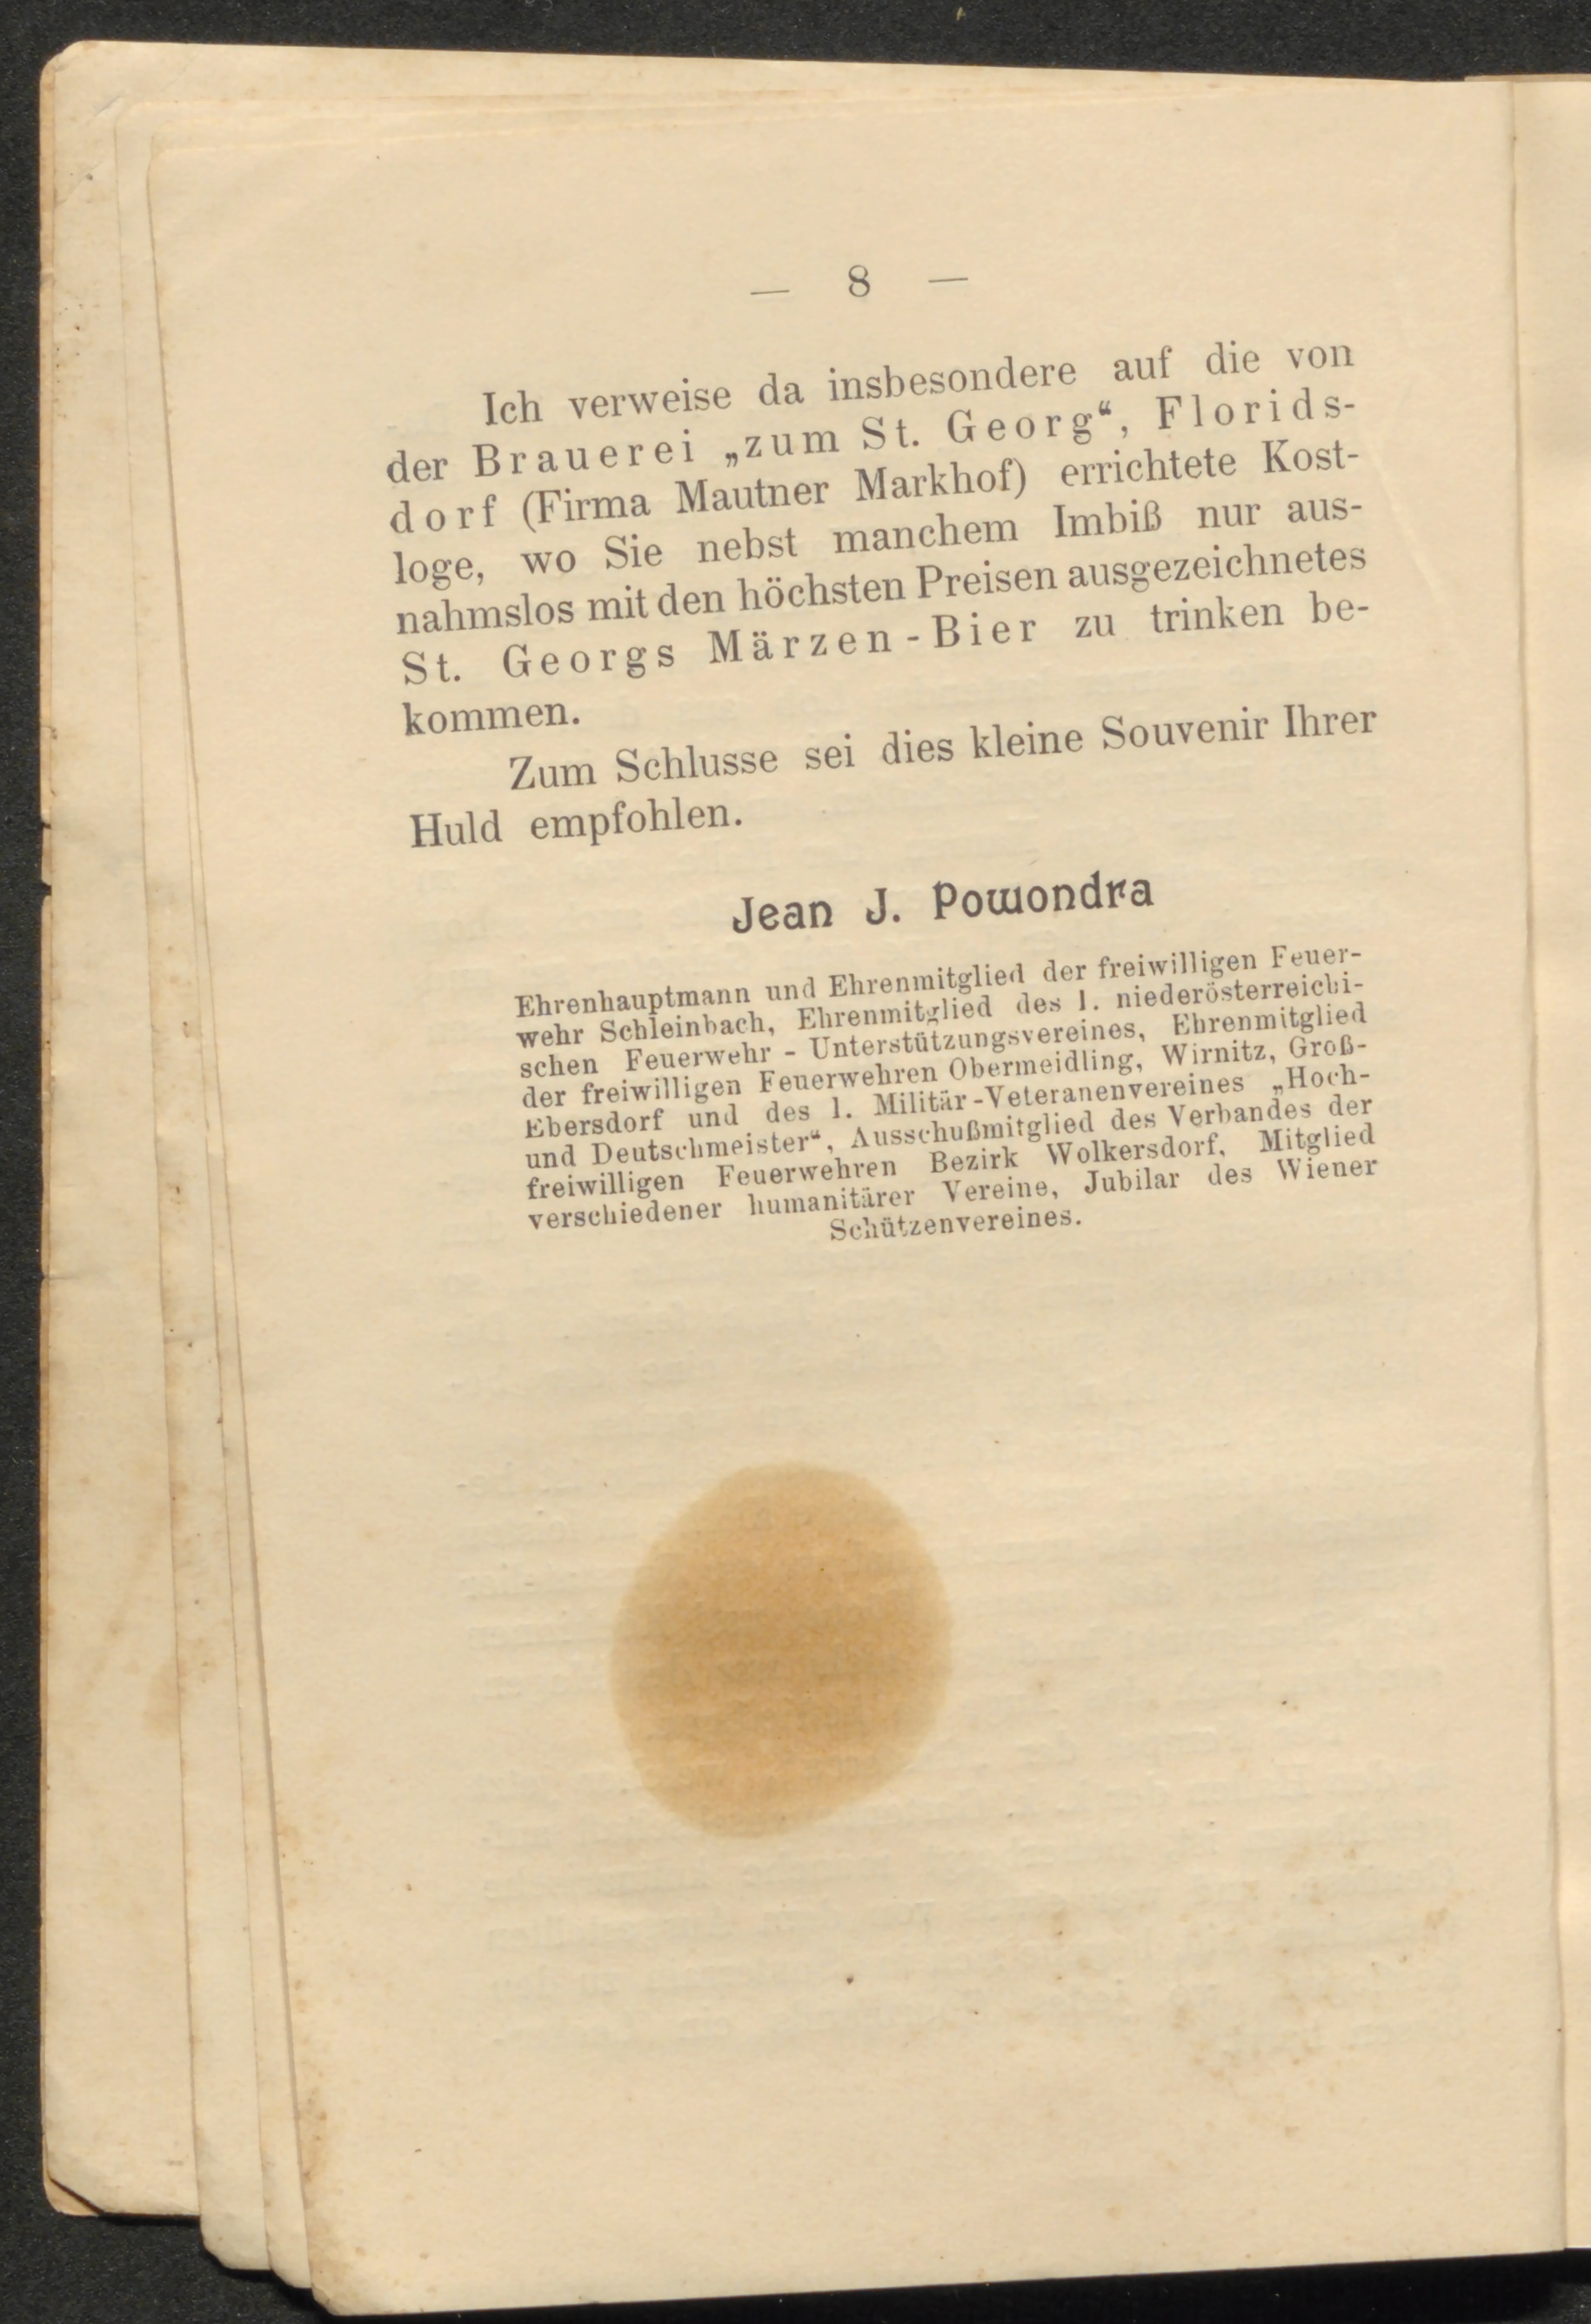 — 8 —
Ich verweise da insbesondere auf die von
der Brauerei „zum St. Georg“, Florids-
dorf (Firma Mautner Markhof) errichtete Kost-
loge, wo Sie nebst manchem Imbiß nur aus-
nahmslos mit den höchsten Preisen ausgezeichnetes
St. Georgs Märzen-Bier zu trinken be-
kommen.
Zum Schlusse sei dies kleine Souvenir Ihrer
Huld empfohlen.
Jean J. Powondra
Ehrenhauptmann und Ehrenmitglied der freiwilligen Feuer-
wehr Schleinbach, Ehrenmitglied des 1. niederösterreichi-
schen Feuerwehr - Unterstützungsvereines, Ehrenmitglied
der freiwilligen Feuerwehren Obermeidling, Wirnitz, Groß-
Ebersdorf und des 1. Militär-Veteranenvereines „Hoch-
und Deutschmeister“, Ausschußmitglied des Verbandes der
freiwilligen Feuerwehren Bezirk Wolkersdorf, Mitglied
verschiedener humanitärer Vereine, Jubilar des Wiener
Schützenvereines.